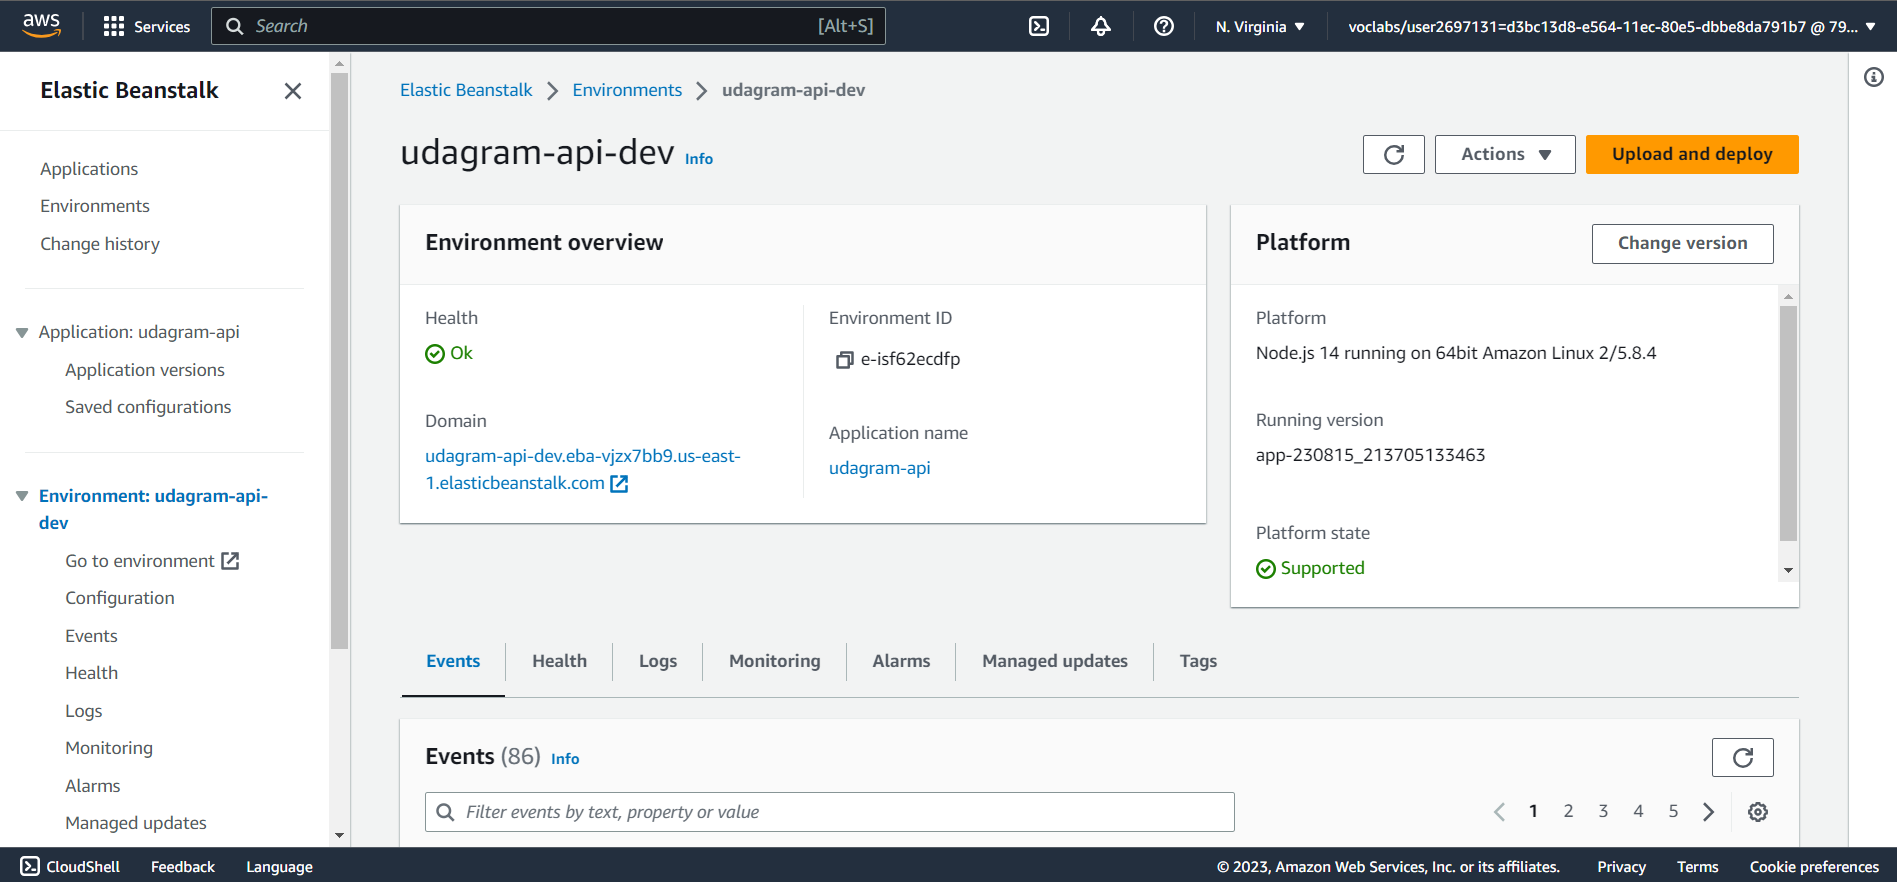 aws
Services
Search
[Alt+S]
N. Virginia
voclabs/user2697131=d3bc13d8-e564-11ec-80e5-dbbe8da791b7 @ 79...
Elastic Beanstalk
Applications
Environments
Change history
Application: udagram-api
Application versions
Saved configurations
Environment: udagram-api-
dev
Go to environment
Configuration
Events
Health
Logs
Monitoring
Alarms
Managed updates
Elastic Beanstalk
Environments
udagram-api-dev
udagram-api-dev Info
Actions
Upload and deploy
Environment overview
Health
Ok
Domain
udagram-api-dev.eba-vjzx7bb9.us-east-
1.elasticbeanstalk.com
Environment ID
e-isf62ecdfp
Application name
udagram-api
Platform
Change version
Platform
Node.js 14 running on 64bit Amazon Linux 2/5.8.4
Running version
app-230815_213705133463
Platform state
Supported
Events
Health
Logs
Monitoring
Alarms
Managed updates
Tags
Events (86) Info
Filter events by text, property or value
1 2 3 4 5
CloudShell
Feedback
Language
© 2023, Amazon Web Services, Inc. or its affiliates.
Privacy
Terms
Cookie preferences